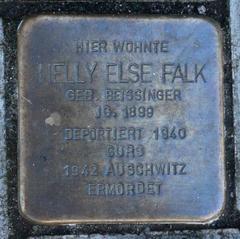 HIER WOHNTE
NELLY ELSE FALK
GEB. BEISSINGER
JG. 1899
DEPORTIERT 1940
GURS
1942 AUSCHWITZ
ERMORDET